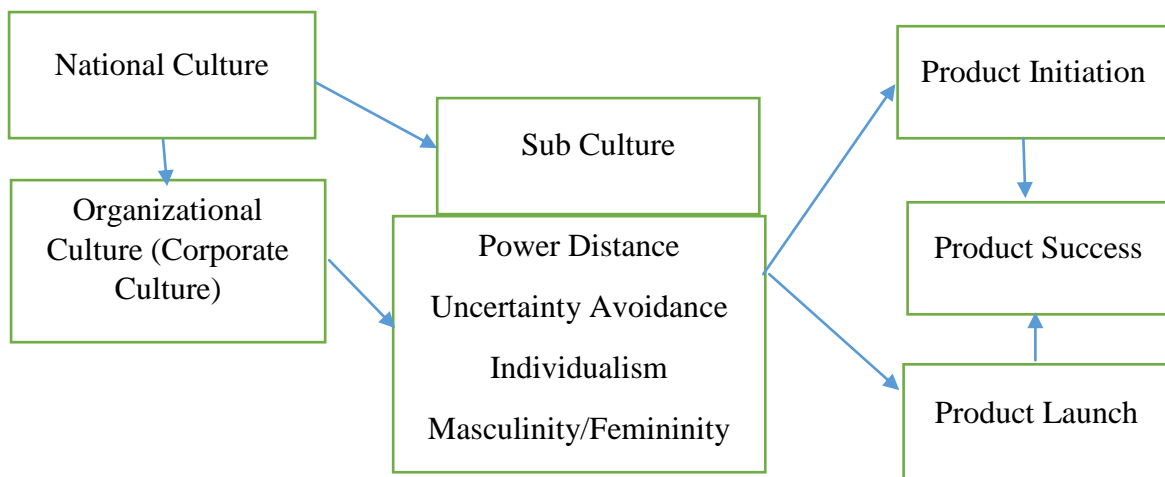 National Culture
Organizational
Culture (Corporate
Culture)
Sub Culture
Power Distance
Uncertainty Avoidance
Individualism
Masculinity/Femininity
Product Initiation
Product Success
Product Launch